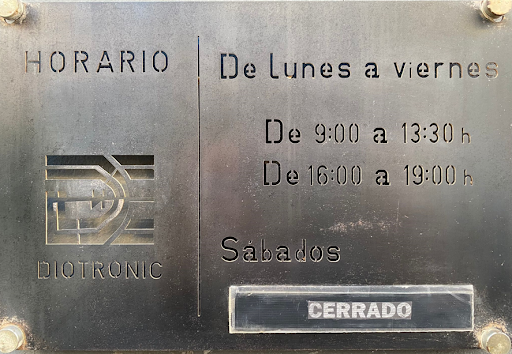 HORARIO
DIOTRONIC
De lunes a viernes
De 9:00 a 13:30 h
De 16:00 a 19:00 h
Sábados
CERRADO